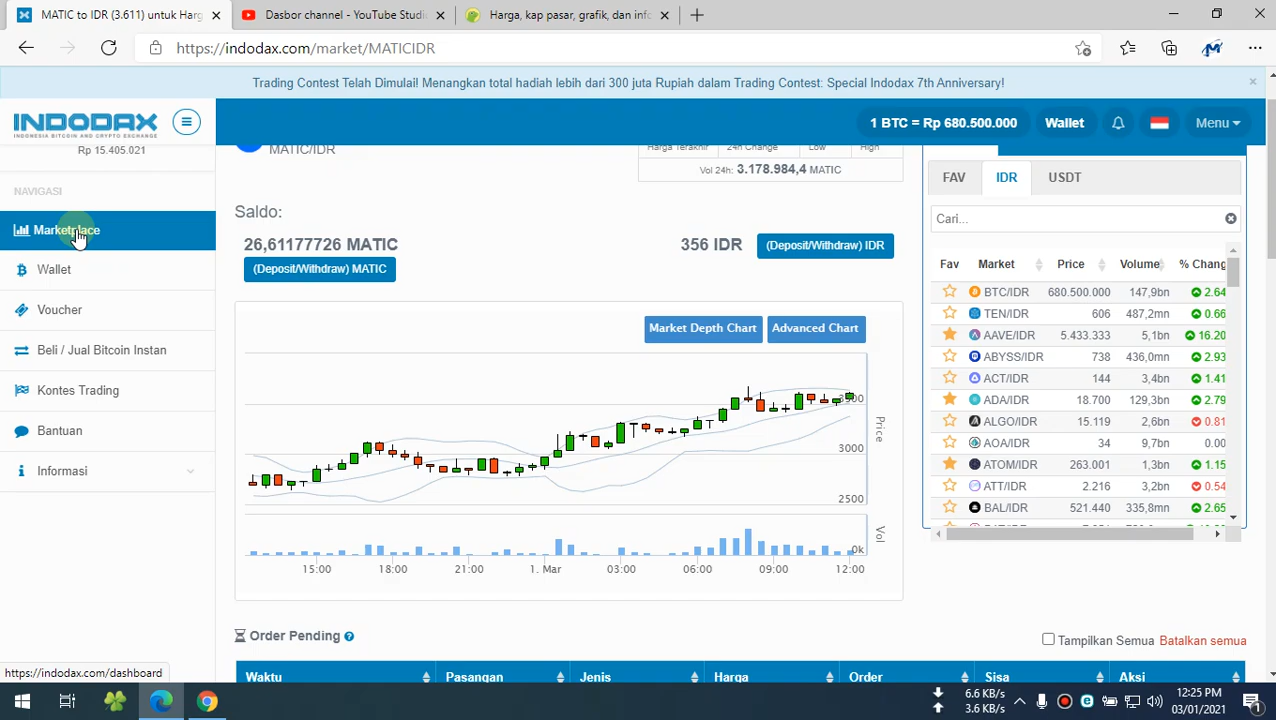 MATIC to IDR (3.611) untuk Harg
Dasbor channel - YouTube Studi
Harga, kap pasar, grafik, dan info
https://indodax.com/market/MATICIDR
Trading Contest Telah Dimulai! Menangkan total hadiah lebih dari 300 juta Rupiah dalam Trading Contest: Special Indodax 7th Anniversary!
INDODAX
INDONESIA BITCOIN AND CRYPTO EXCHANGE
1 BTC = Rp 680.500.000
Wallet
Menu
Rp 15.405.021
NAVIGASI
Marketplace
Wallet
Voucher
Beli / Jual Bitcoin Instan
Kontes Trading
Bantuan
Informasi
https://indodax.com/dashboard
MATIC/IDR
Harga Terakhir 24h Change Low High
Vol 24h: 3.178.984,4 MATIC
Saldo:
26,61177726 MATIC
(Deposit/Withdraw) MATIC
356 IDR
(Deposit/Withdraw) IDR
Market Depth Chart
Advanced Chart
3500
3000
2500
Price
Vol
0k
15:00 18:00 21:00 1. Mar 03:00 06:00 09:00 12:00
FAV IDR USDT
Cari...
Fav Market Price Volume % Chang
BTC/IDR 680.500.000 147,9bn 2.64
TEN/IDR 606 487,2mn 0.66
AAVE/IDR 5.433.333 5,1bn 16.20
ABYSS/IDR 738 436,0mn 2.93
ACT/IDR 144 3,4bn 1.41
ADA/IDR 18.700 129,3bn 2.79
ALGO/IDR 15.119 2,6bn 0.81
AOA/IDR 34 9,7bn 0.00
ATOM/IDR 263.001 1,3bn 1.15
ATT/IDR 2.216 3,2bn 0.54
BAL/IDR 521.440 335,8mn 2.65
Order Pending
Tampilkan Semua Batalkan semua
Waktu Pasangan Jenis Harga Order Sisa Aksi
6.6 KB/s
3.6 KB/s
12:25 PM
03/01/2021
1